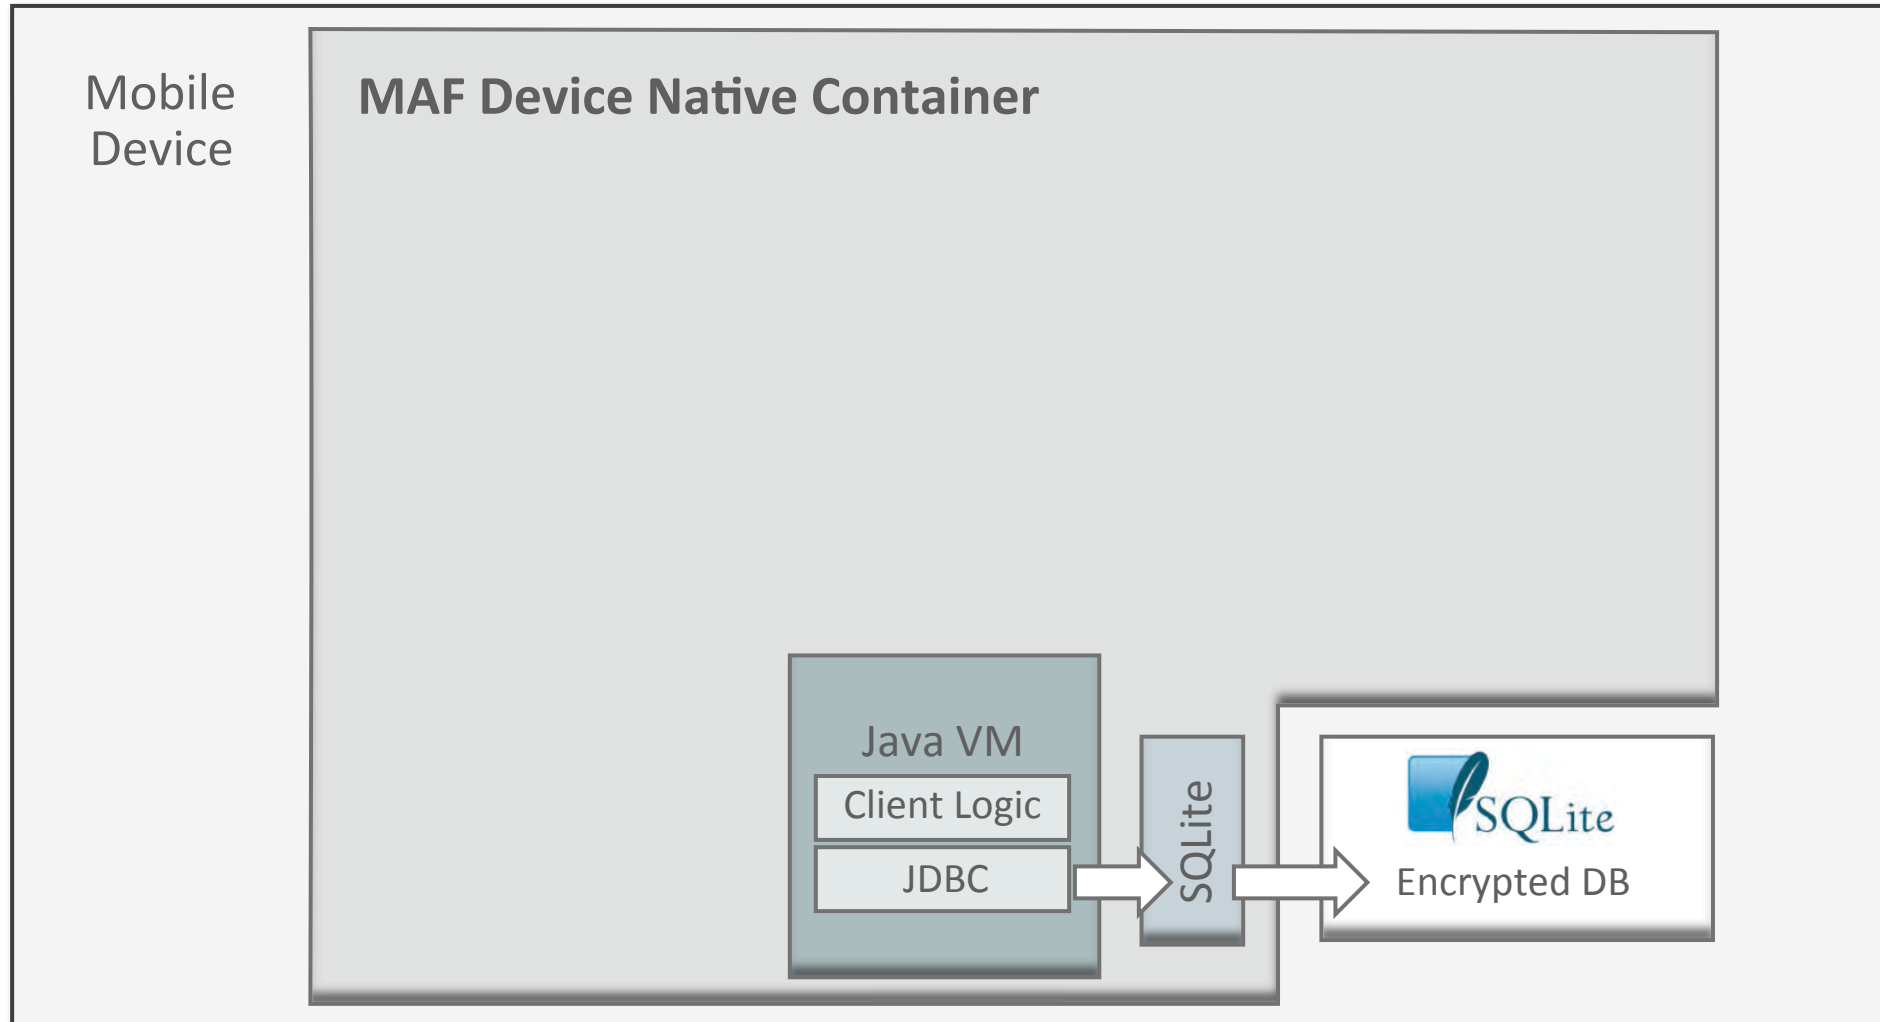 Mobile
Device
MAF Device Native Container
Java VM
Client Logic
JDBC
SQLite
SQLite
Encrypted DB